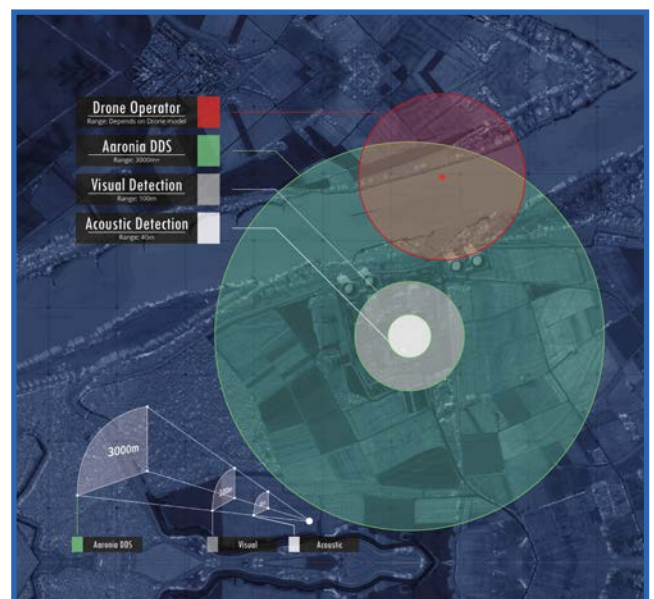 Drone Operator
Range: Depends on Drone model
Aaronia DDS
Range: 3000m+
Visual Detection
Range: 100m
Acoustic Detection
Range: 40m
3000m
Aaronia DDS
Visual
Acoustic